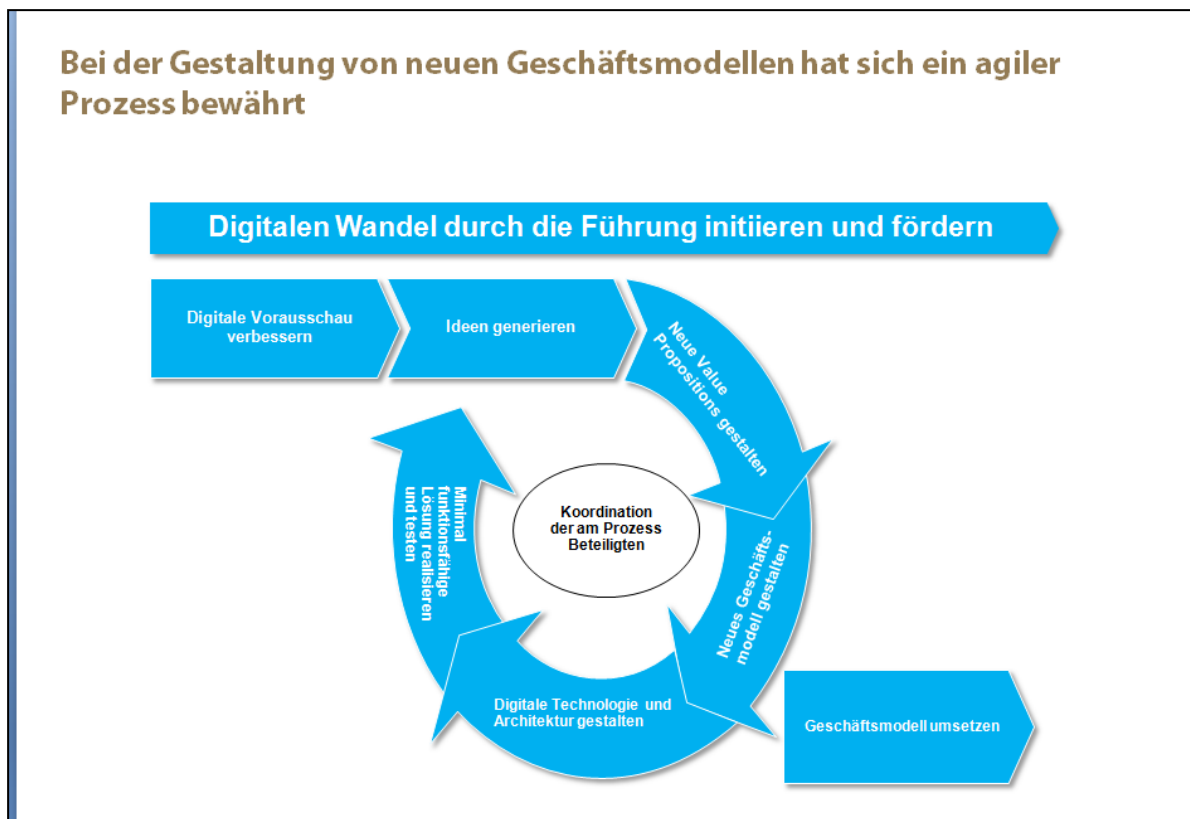 Bei der Gestaltung von neuen Geschäftsmodellen hat sich ein agiler
Prozess bewährt
Digitalen Wandel durch die Führung initiieren und fördern
Digitale Vorausschau
verbessern
Ideen generieren
Neue Value
Propositions gestalten
Neues Geschäfts-
modell gestalten
Digitale Technologie und
Architektur gestalten
Minimal
funktionsfähige
Lösung realisieren
und testen
Koordination
der am Prozess
Beteiligten
Geschäftsmodell umsetzen